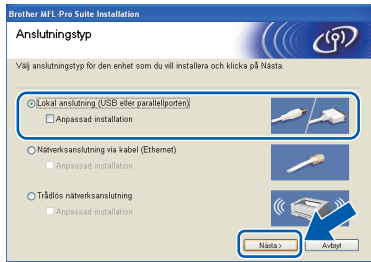 Brother MFL-Pro Suite Installation
Anslutningstyp
Välj anslutningstyp för den enhet som du vill installera och klicka på Nästa.
Lokal anslutning (USB eller parallellporten)
Anpassad installation
Nätverksanslutning via kabel (Ethernet)
Anpassad installation
Trådlös nätverksanslutning
Anpassad installation
Nästa >
Avbryt